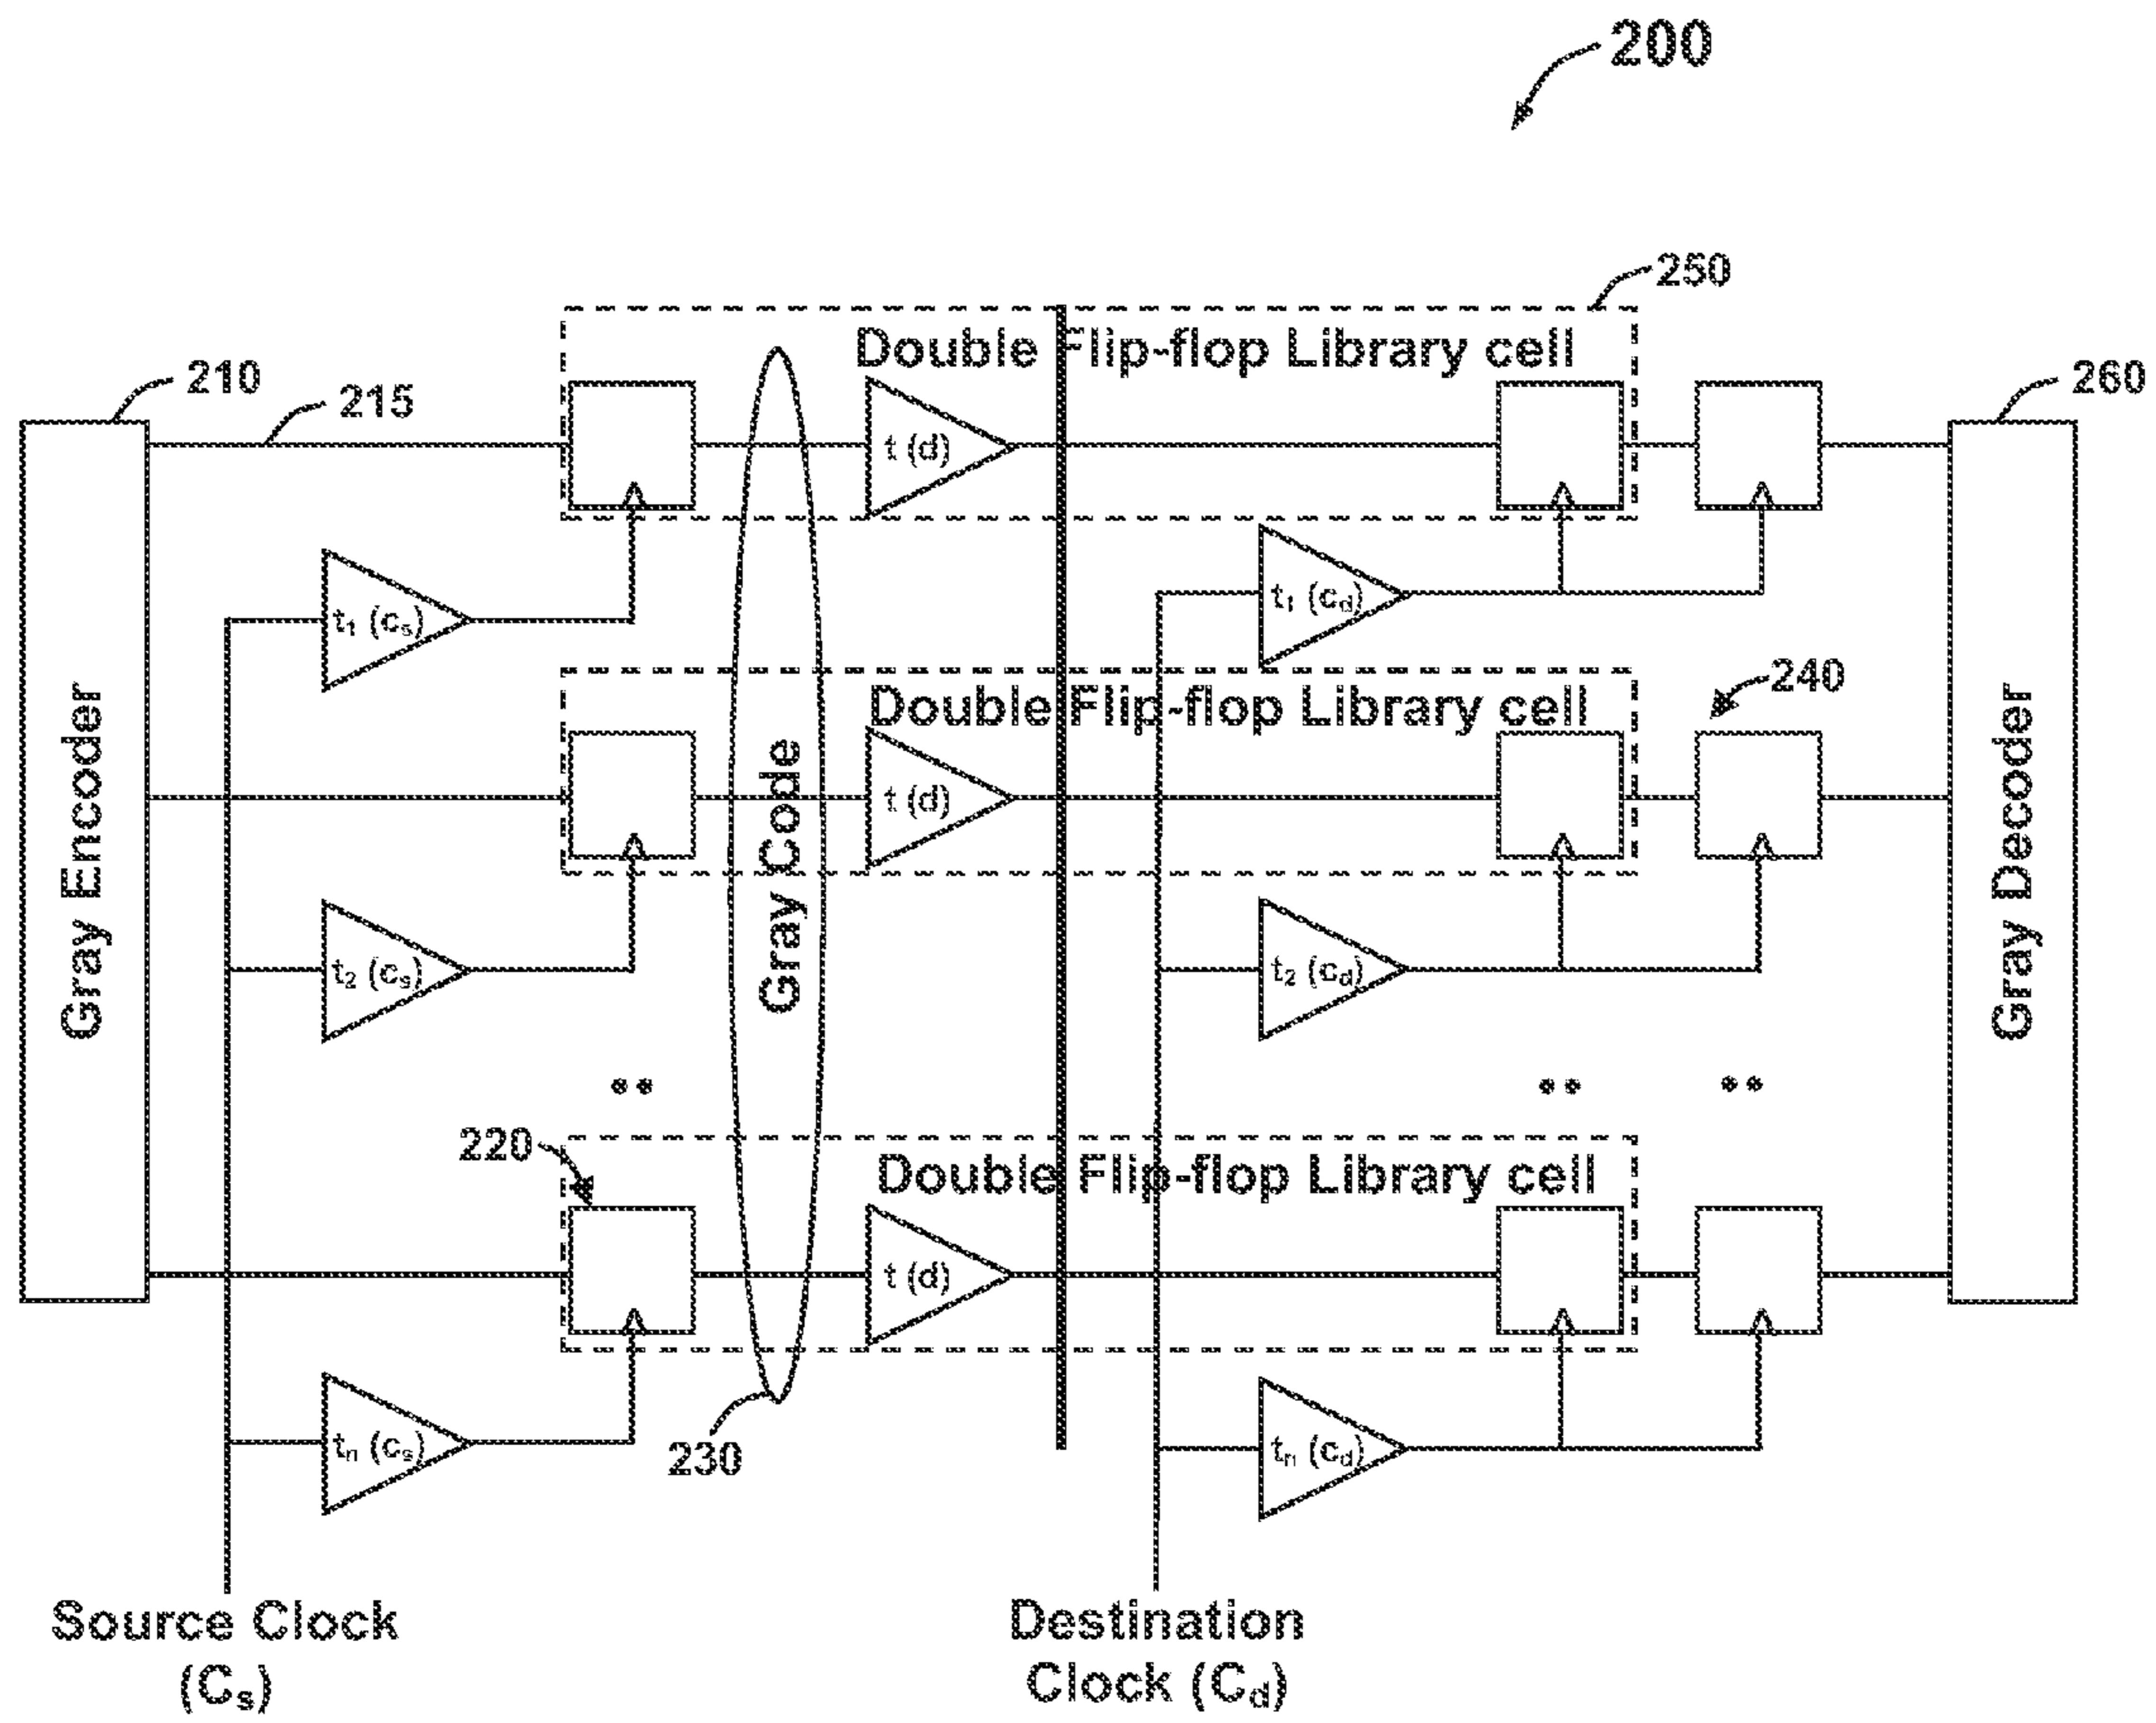 200
250
Double Flip-flop Library cell
210
215
260
t (d)
t₁ (cₛ)
t₁ (c_d)
240
Double Flip-flop Library cell
t (d)
Gray Encoder
Gray Code
Gray Decoder
t₂ (cₛ)
t₂ (c_d)
220
Double Flip-flop Library cell
t (d)
tₙ (cₛ)
230
tₙ (c_d)
Source Clock
(Cₛ)
Destination
Clock (C_d)